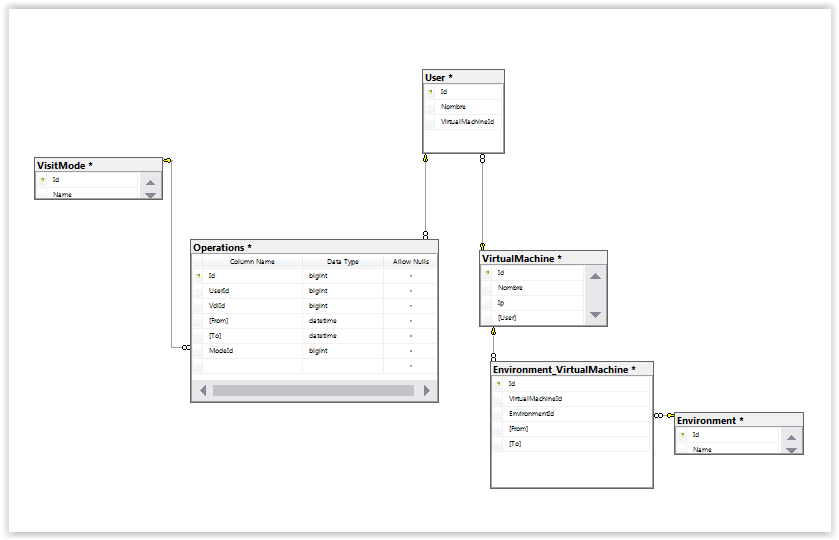 User *
Id
Nombre
VirtualMachineId
VisitMode *
Id
Name
Operations *
Column Name Data Type Allow Nulls
Id bigint
UserId bigint
VdiId bigint
[From] datetime
[To] datetime
ModeId bigint
VirtualMachine *
Id
Nombre
Ip
[User]
Environment_VirtualMachine *
Id
VirtualMachineId
EnvironmentId
[From]
[To]
Environment *
Id
Name